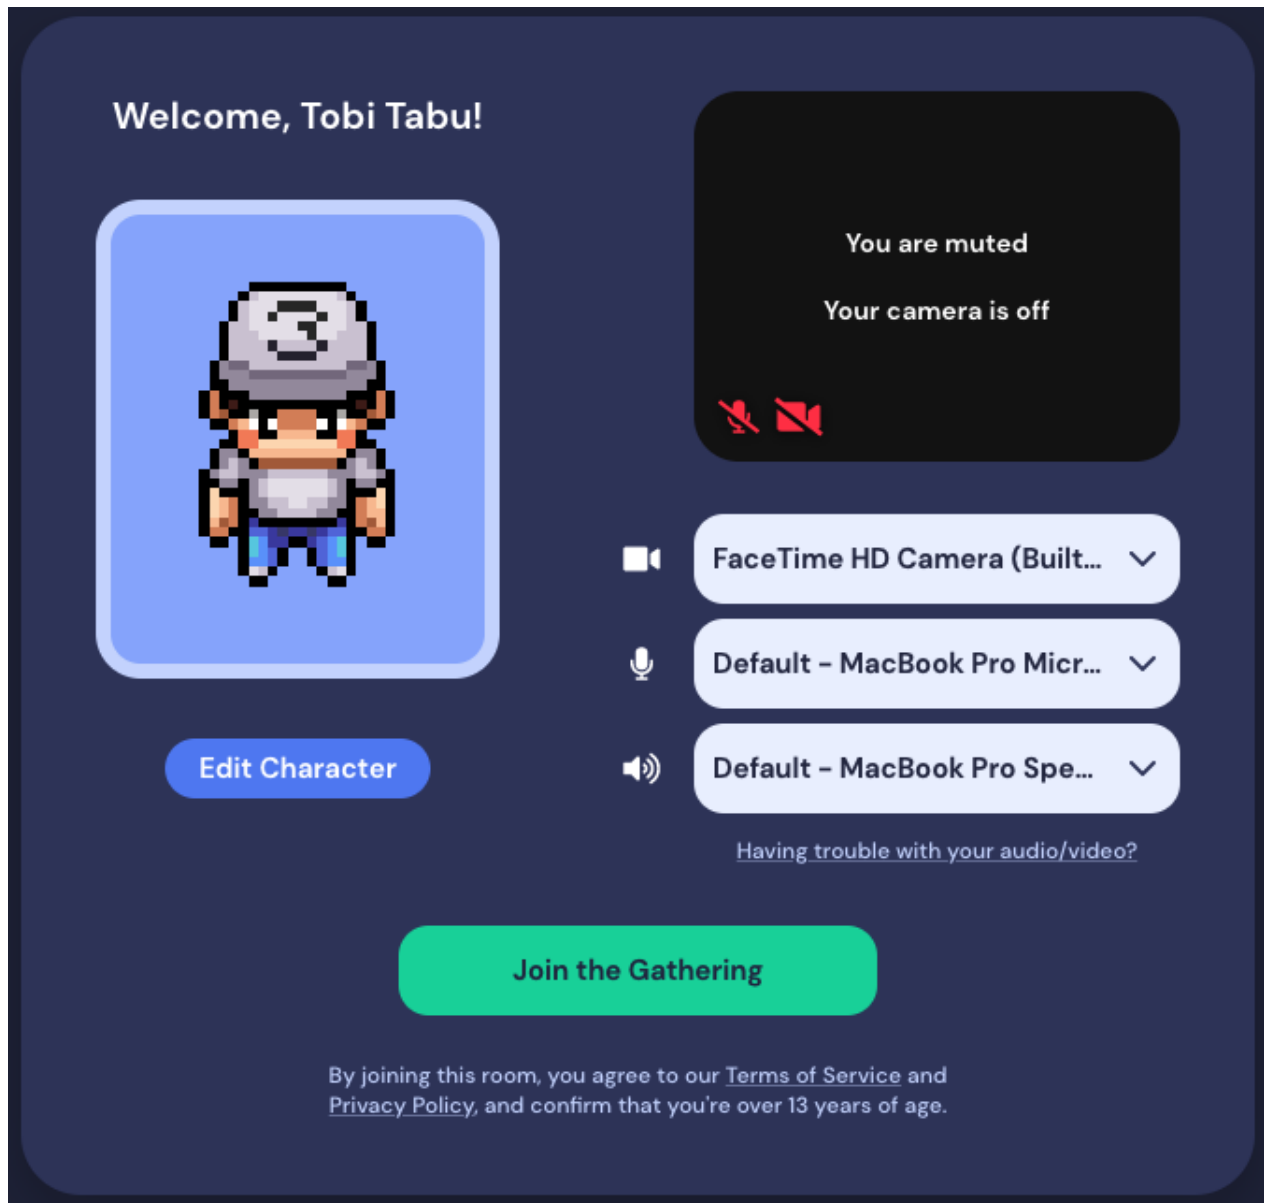 Welcome, Tobi Tabu!
3
Edit Character
You are muted
Your camera is off
FaceTime HD Camera (Built...
Default - MacBook Pro Micr...
Default - MacBook Pro Spe...
Having trouble with your audio/video?
Join the Gathering
By joining this room, you agree to our Terms of Service and
Privacy Policy, and confirm that you're over 13 years of age.